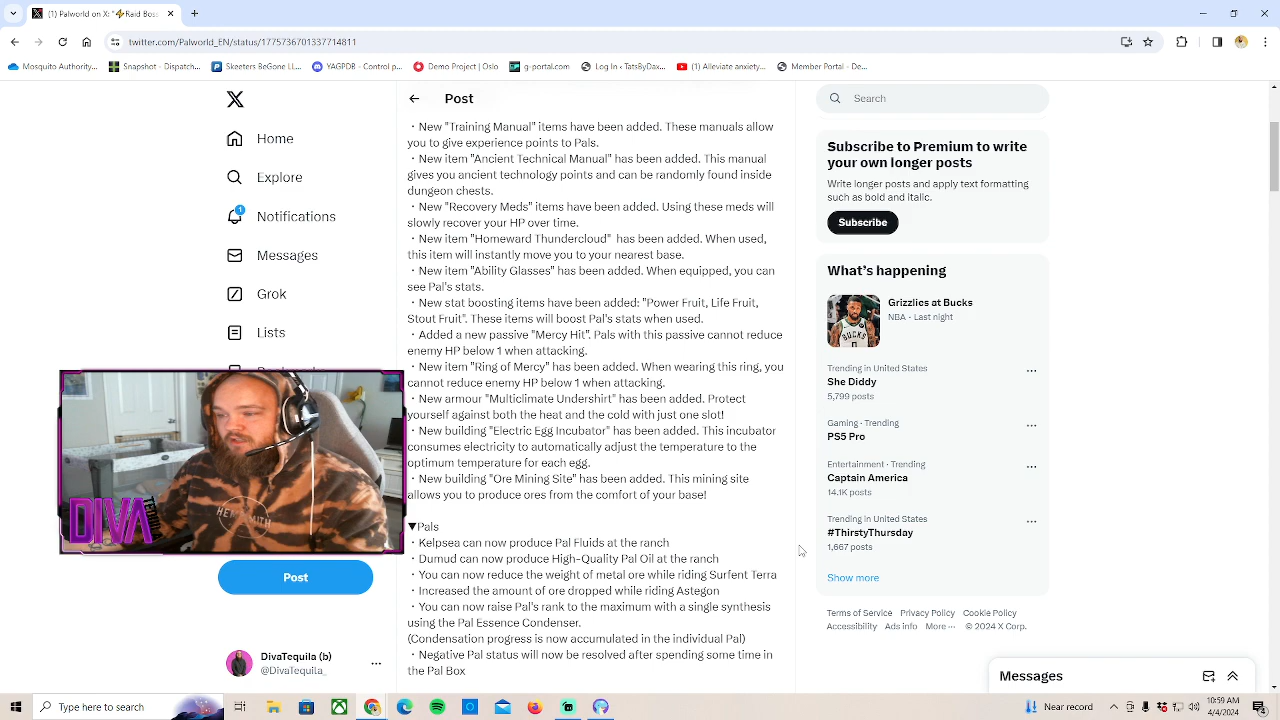 (1) Palworld on X: "⚡Raid Boss
twitter.com/Palworld_EN/status/1775736701337714811
Mosquito Authority...
Snapshot - Dispatch...
Skeeters BeGone LL...
YAGPDB - Control p...
Demo Project | Osio
g-portal.com
Log In ‹ TatsByDax...
(1) Alleviate anxiety...
Member Portal - De...
Home
Explore
1
Notifications
Messages
Grok
Lists
Post
DivaTequila (b)
@DivaTequila_
DIVA
Post
・New "Training Manual" items have been added. These manuals allow
you to give experience points to Pals.
・New item "Ancient Technical Manual" has been added. This manual
gives you ancient technology points and can be randomly found inside
dungeon chests.
・New "Recovery Meds" items have been added. Using these meds will
slowly recover your HP over time.
・New item "Homeward Thundercloud" has been added. When used,
this item will instantly move you to your nearest base.
・New item "Ability Glasses" has been added. When equipped, you can
see Pal's stats.
・New stat boosting items have been added: "Power Fruit, Life Fruit,
Stout Fruit". These items will boost Pal's stats when used.
・Added a new passive "Mercy Hit". Pals with this passive cannot reduce
enemy HP below 1 when attacking.
・New item "Ring of Mercy" has been added. When wearing this ring, you
cannot reduce enemy HP below 1 when attacking.
・New armour "Multiclimate Undershirt" has been added. Protect
yourself against both the heat and the cold with just one slot!
・New building "Electric Egg Incubator" has been added. This incubator
consumes electricity to automatically adjust the temperature to the
optimum temperature for each egg.
・New building "Ore Mining Site" has been added. This mining site
allows you to produce ores from the comfort of your base!
▼Pals
・Kelpsea can now produce Pal Fluids at the ranch
・Dumud can now produce High-Quality Pal Oil at the ranch
・You can now reduce the weight of metal ore while riding Surfent Terra
・Increased the amount of ore dropped while riding Astegon
・You can now raise Pal's rank to the maximum with a single synthesis
using the Pal Essence Condenser.
(Condensation progress is now accumulated in the individual Pal)
・Negative Pal status will now be resolved after spending some time in
the Pal Box
Search
Subscribe to Premium to write
your own longer posts
Write longer posts and apply text formatting
such as bold and italic.
Subscribe
What's happening
Grizzlies at Bucks
NBA · Last night
Trending in United States
She Diddy
5,799 posts
Gaming · Trending
PS5 Pro
Entertainment · Trending
Captain America
14.1K posts
Trending in United States
#ThirstyThursday
1,667 posts
Show more
Terms of Service Privacy Policy Cookie Policy
Accessibility Ads info More ··· © 2024 X Corp.
Messages
Type here to search
Near record
10:59 AM
4/4/2024